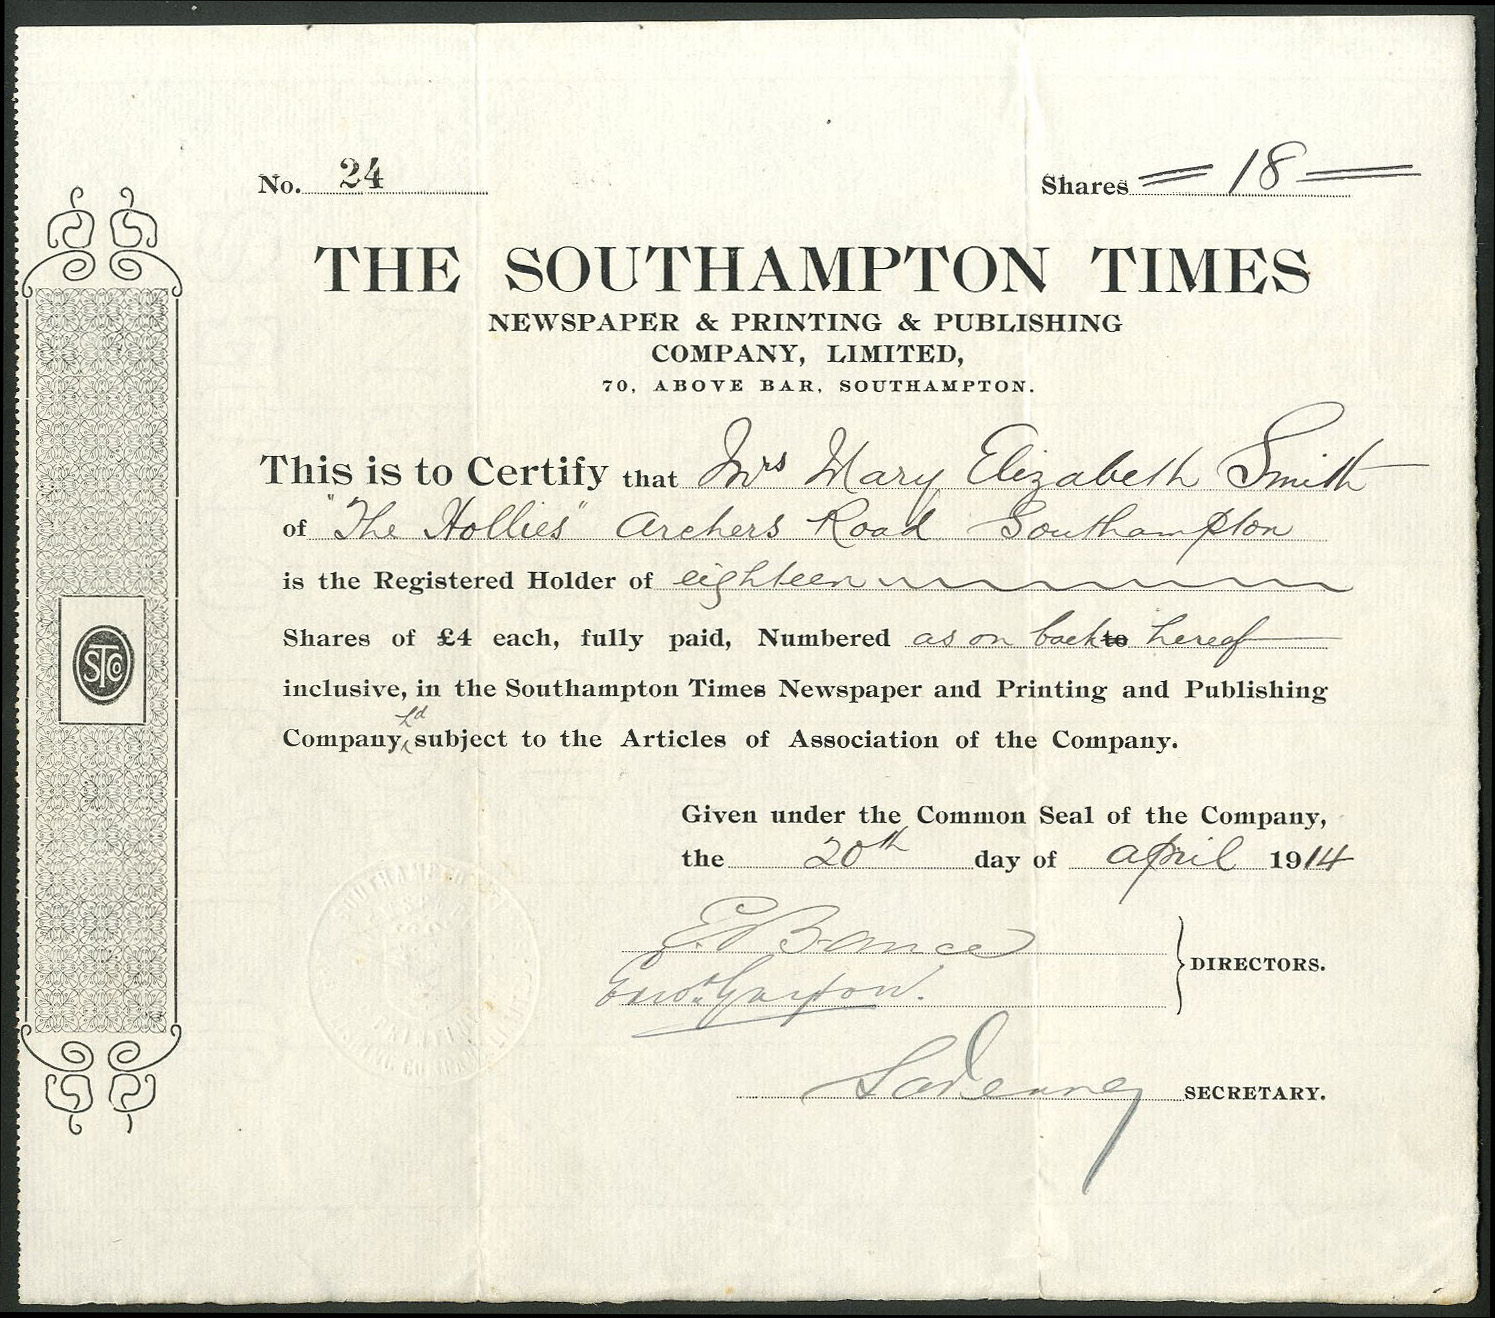 No. 24
Shares 18
THE SOUTHAMPTON TIMES
NEWSPAPER & PRINTING & PUBLISHING
COMPANY, LIMITED,
70, ABOVE BAR, SOUTHAMPTON.
This is to Certify that Mrs Mary Elizabeth Smith
of "The Hollies" Archers Road Southampton
is the Registered Holder of eighteen
Shares of £4 each, fully paid, Numbered as on back to hereof
inclusive, in the Southampton Times Newspaper and Printing and Publishing
Company, Ld subject to the Articles of Association of the Company.
STCo
Given under the Common Seal of the Company,
the 20th day of April 1914
E. Bance
DIRECTORS.
SECRETARY.